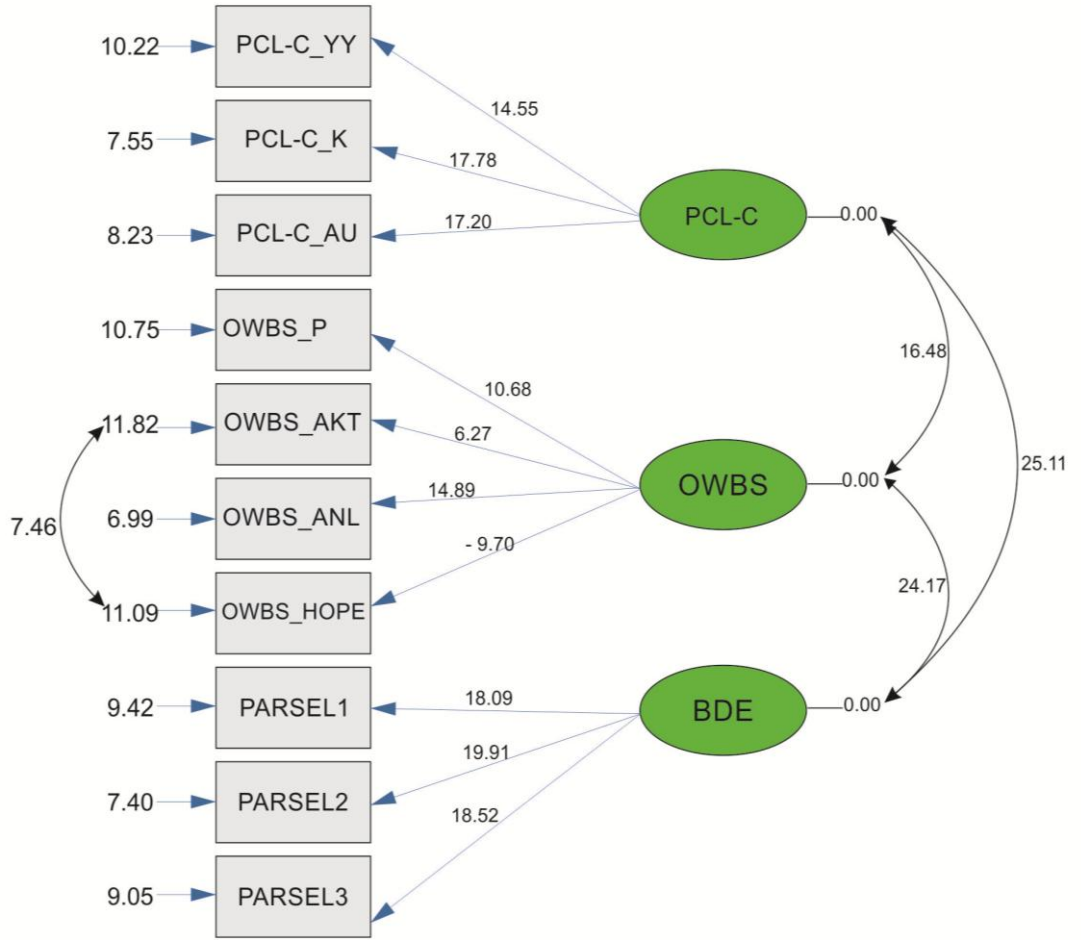 10.22 PCL-C_YY
14.55
7.55 PCL-C_K
17.78
PCL-C 0.00
8.23 PCL-C_AU
17.20
10.75 OWBS_P
16.48
10.68
11.82 OWBS_AKT
6.27
25.11
14.89
OWBS 0.00
6.99 OWBS_ANL
7.46
- 9.70
24.17
11.09 OWBS_HOPE
9.42 PARSEL1
18.09
BDE 0.00
19.91
7.40 PARSEL2
18.52
9.05 PARSEL3